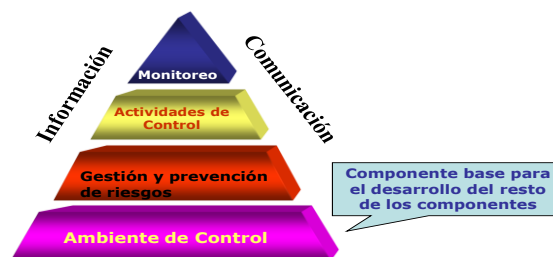 Información
Comunicación
Monitoreo
Actividades de
Control
Gestión y prevención
de riesgos
Ambiente de Control
Componente base para
el desarrollo del resto
de los componentes